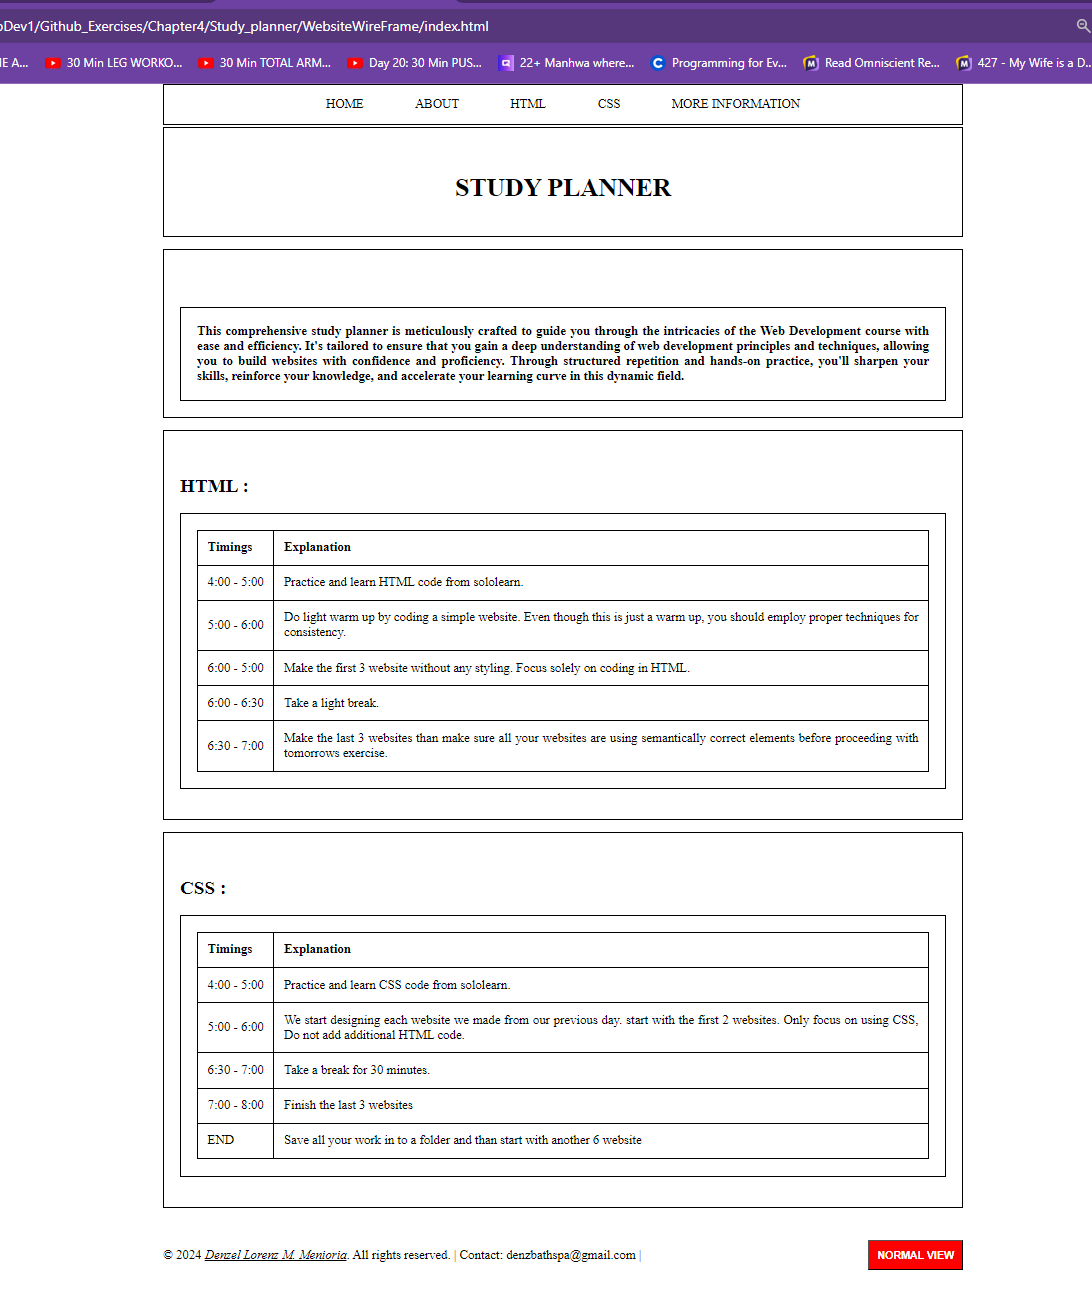 oDev1/Github_Exercises/Chapter4/Study_planner/WebsiteWireFrame/index.html
IE A... 30 Min LEG WORKO... 30 Min TOTAL ARM... Day 20: 30 Min PUS... 22+ Manhwa where... Programming for Ev... Read Omniscient Re... 427 - My Wife is a D...
HOME ABOUT HTML CSS MORE INFORMATION
STUDY PLANNER
This comprehensive study planner is meticulously crafted to guide you through the intricacies of the Web Development course with
ease and efficiency. It's tailored to ensure that you gain a deep understanding of web development principles and techniques, allowing
you to build websites with confidence and proficiency. Through structured repetition and hands-on practice, you'll sharpen your
skills, reinforce your knowledge, and accelerate your learning curve in this dynamic field.
HTML :
Timings Explanation
4:00 - 5:00 Practice and learn HTML code from sololearn.
5:00 - 6:00 Do light warm up by coding a simple website. Even though this is just a warm up, you should employ proper techniques for
consistency.
6:00 - 5:00 Make the first 3 website without any styling. Focus solely on coding in HTML.
6:00 - 6:30 Take a light break.
6:30 - 7:00 Make the last 3 websites than make sure all your websites are using semantically correct elements before proceeding with
tomorrows exercise.
CSS :
Timings Explanation
4:00 - 5:00 Practice and learn CSS code from sololearn.
5:00 - 6:00 We start designing each website we made from our previous day. start with the first 2 websites. Only focus on using CSS,
Do not add additional HTML code.
6:30 - 7:00 Take a break for 30 minutes.
7:00 - 8:00 Finish the last 3 websites
END Save all your work in to a folder and than start with another 6 website
© 2024 Denzel Lorenz M. Menioria. All rights reserved. | Contact: denzbathspa@gmail.com |
NORMAL VIEW